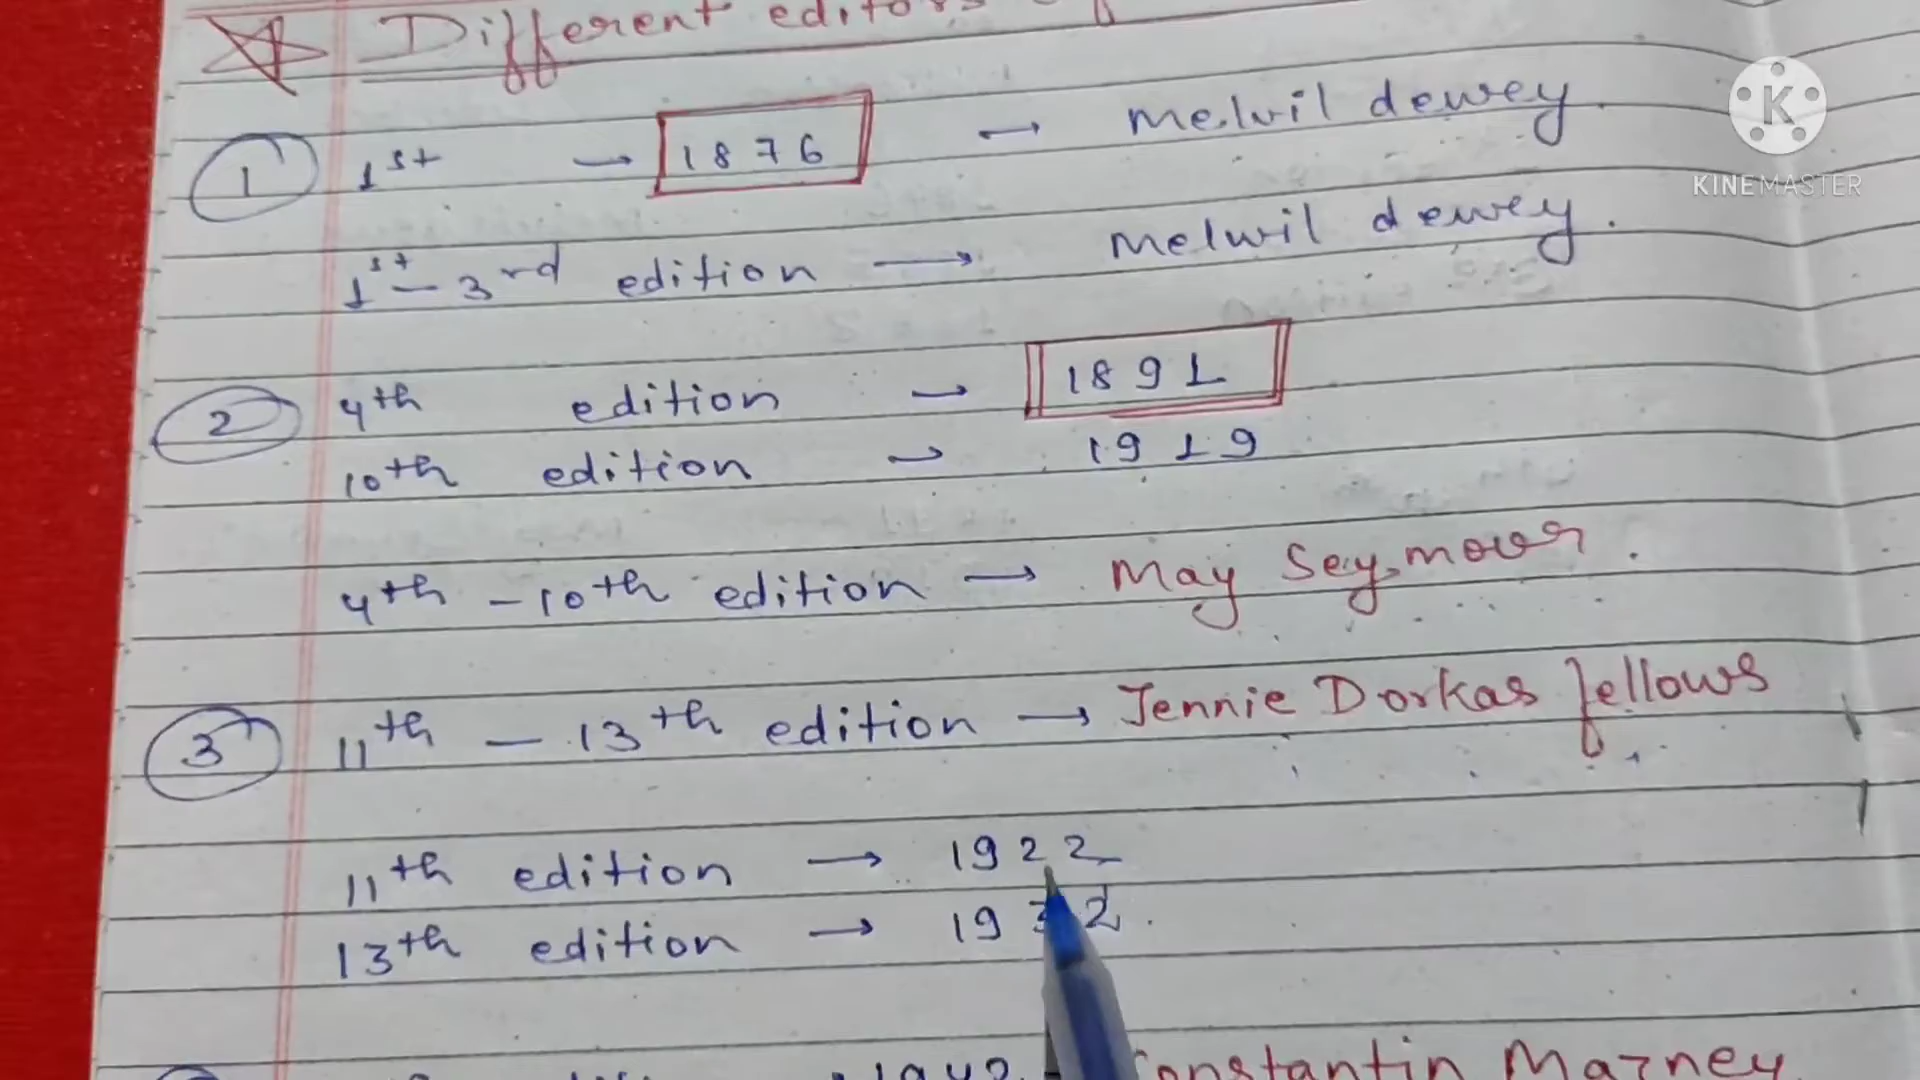 Different editors
1 1st → 1876 → Melvil dewey.
KINEMASTER
1st - 3rd edition → Melwil dewey.
2 4th edition → 1891
10th edition → 1919
4th - 10th edition → May Seymour.
3 11th - 13th edition → Jennie Dorkas fellows
11th edition → 1922
13th edition → 1932.
Constantin Mazney